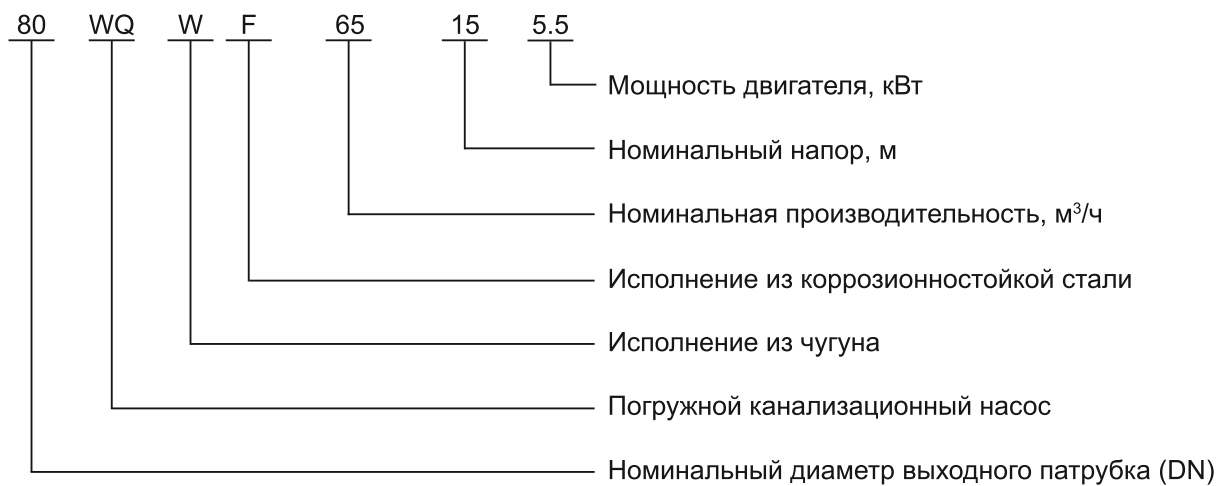 80 WQ W F 65 15 5.5
Мощность двигателя, кВт
Номинальный напор, м
Номинальная производительность, м³/ч
Исполнение из коррозионностойкой стали
Исполнение из чугуна
Погружной канализационный насос
Номинальный диаметр выходного патрубка (DN)